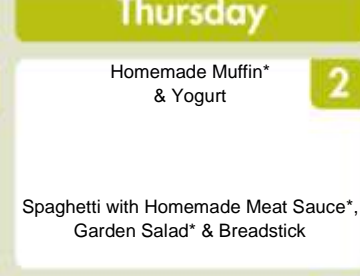 Thursday
2
Homemade Muffin*
& Yogurt
Spaghetti with Homemade Meat Sauce*,
Garden Salad* & Breadstick